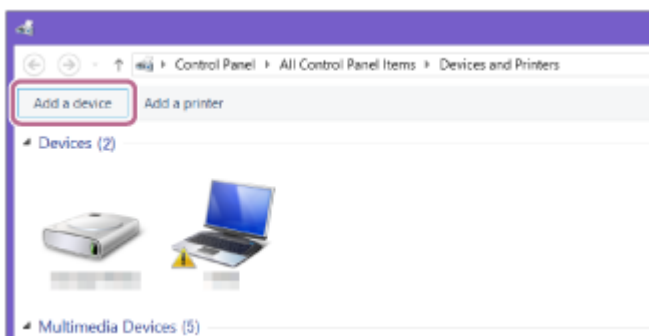 Control Panel All Control Panel Items Devices and Printers
Add a device Add a printer
Devices (2)
Multimedia Devices (5)